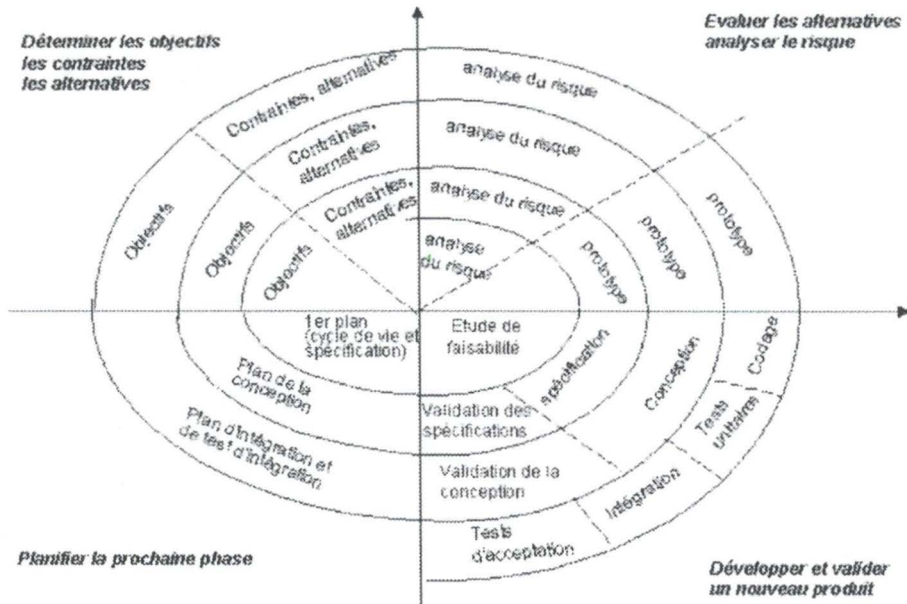 Déterminer les objectifs
les contraintes
les alternatives
Evaluer les alternatives
analyser le risque
Contraintes, alternatives
analyse du risque
Contraintes,
alternatives
analyse du risque
Contraintes,
alternatives
analyse du risque
analyse
du risque
Objectifs
Objectifs
Objectifs
prototype
prototype
prototype
1er plan
(cycle de vie et
spécification)
Etude de
faisabilité
spécification
Conception
Codage
Tests
unitaires
Plan de la
conception
Validation des
spécifications
Plan d'intégration et
de test d'intégration
Validation de la
conception
Intégration
Tests
d'acceptation
Planifier la prochaine phase
Développer et valider
un nouveau produit